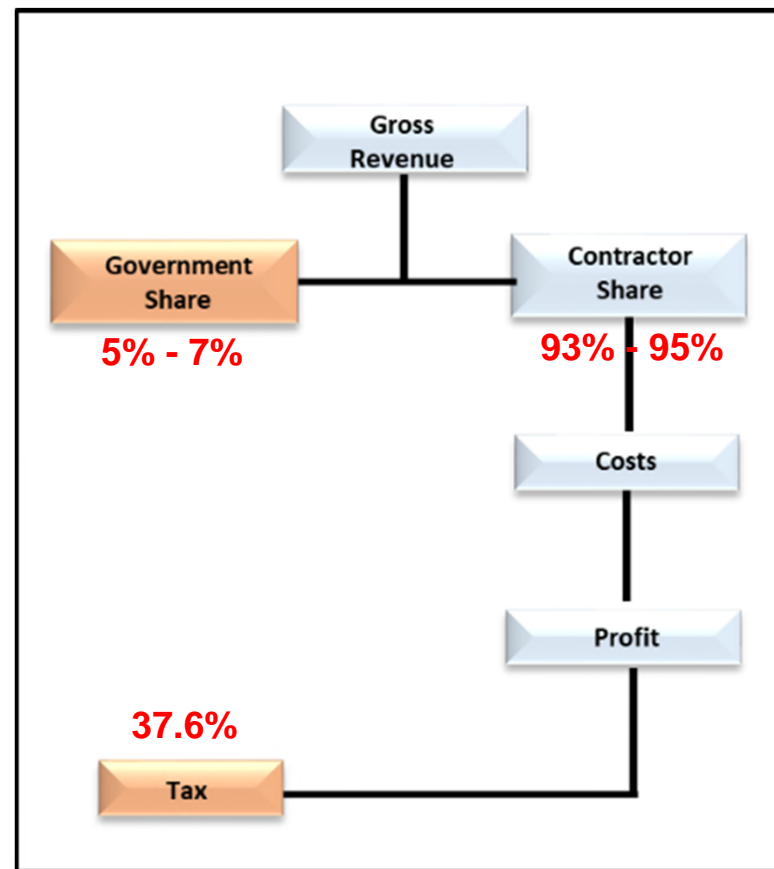 Gross
Revenue
Government
Share
Contractor
Share
5% - 7%
93% - 95%
Costs
Profit
37.6%
Tax